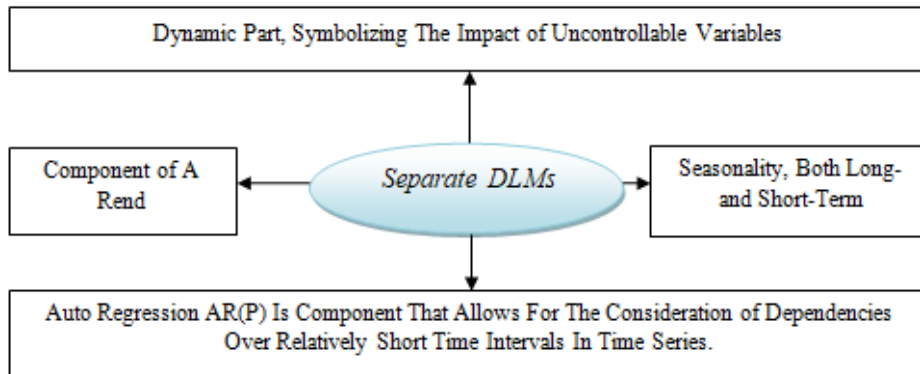 Dynamic Part, Symbolizing The Impact of Uncontrollable Variables
Component of A
Rend
Separate DLMs
Seasonality, Both Long-
and Short-Term
Auto Regression AR(P) Is Component That Allows For The Consideration of Dependencies
Over Relatively Short Time Intervals In Time Series.